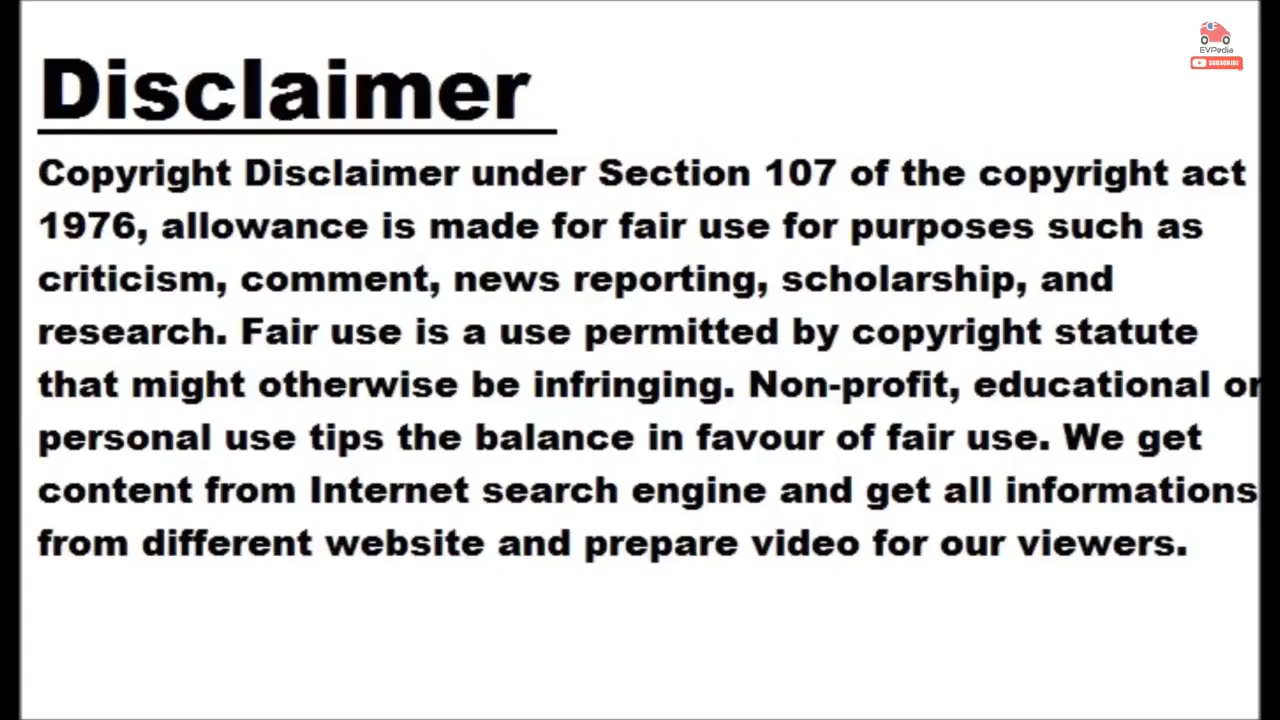 EVPedia
SUBSCRIBE
Disclaimer
Copyright Disclaimer under Section 107 of the copyright act
1976, allowance is made for fair use for purposes such as
criticism, comment, news reporting, scholarship, and
research. Fair use is a use permitted by copyright statute
that might otherwise be infringing. Non-profit, educational or
personal use tips the balance in favour of fair use. We get
content from Internet search engine and get all informations
from different website and prepare video for our viewers.